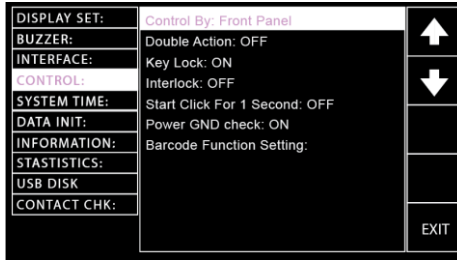 DISPLAY SET:
BUZZER:
INTERFACE:
CONTROL:
SYSTEM TIME:
DATA INIT:
INFORMATION:
STASTISTICS:
USB DISK
CONTACT CHK:
Control By: Front Panel
Double Action: OFF
Key Lock: ON
Interlock: OFF
Start Click For 1 Second: OFF
Power GND check: ON
Barcode Function Setting:
EXIT